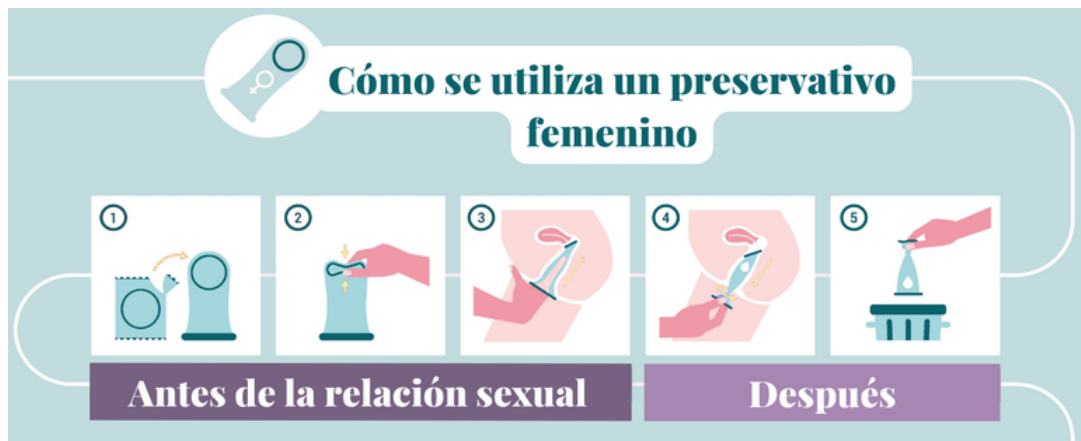 Cómo se utiliza un preservativo
femenino
1
2
3
4
5
Antes de la relación sexual
Después